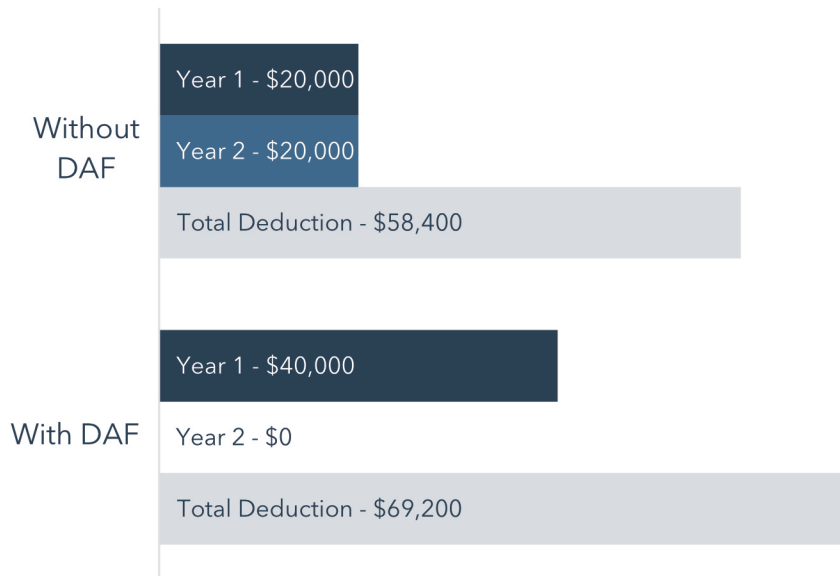 Without
DAF
Year 1 - $20,000
Year 2 - $20,000
Total Deduction - $58,400
With DAF
Year 1 - $40,000
Year 2 - $0
Total Deduction - $69,200